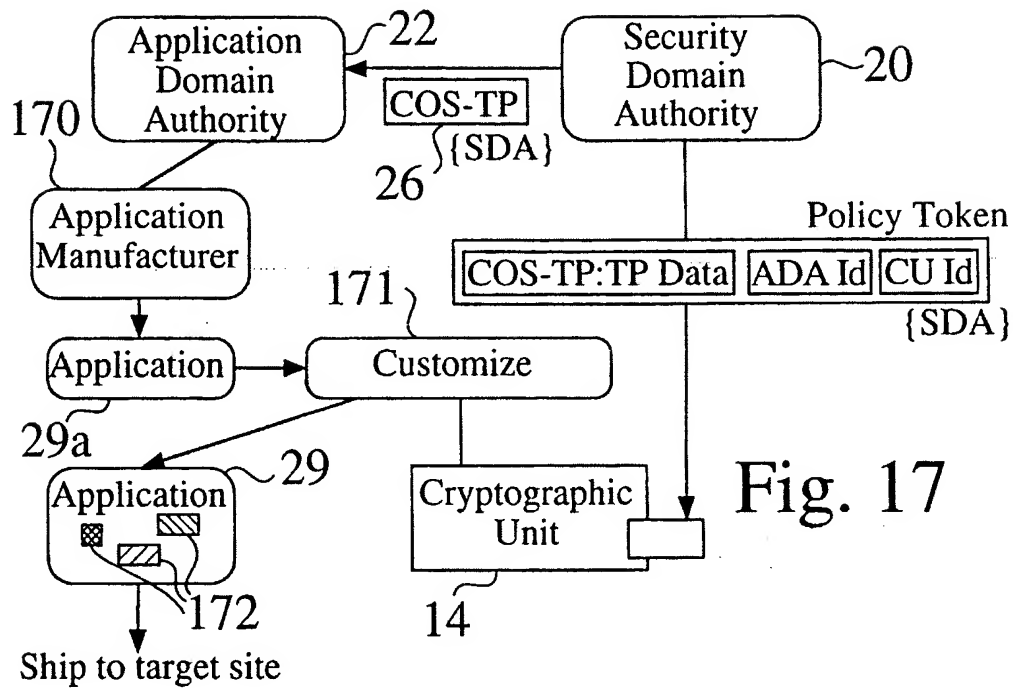 Application
Domain
Authority
22
Security
Domain
Authority
20
COS-TP
{SDA}
26
170
Application
Manufacturer
Policy Token
COS-TP:TP Data
ADA Id
CU Id
{SDA}
171
Application
Customize
29a
29
Application
172
Cryptographic
Unit
14
Fig. 17
Ship to target site